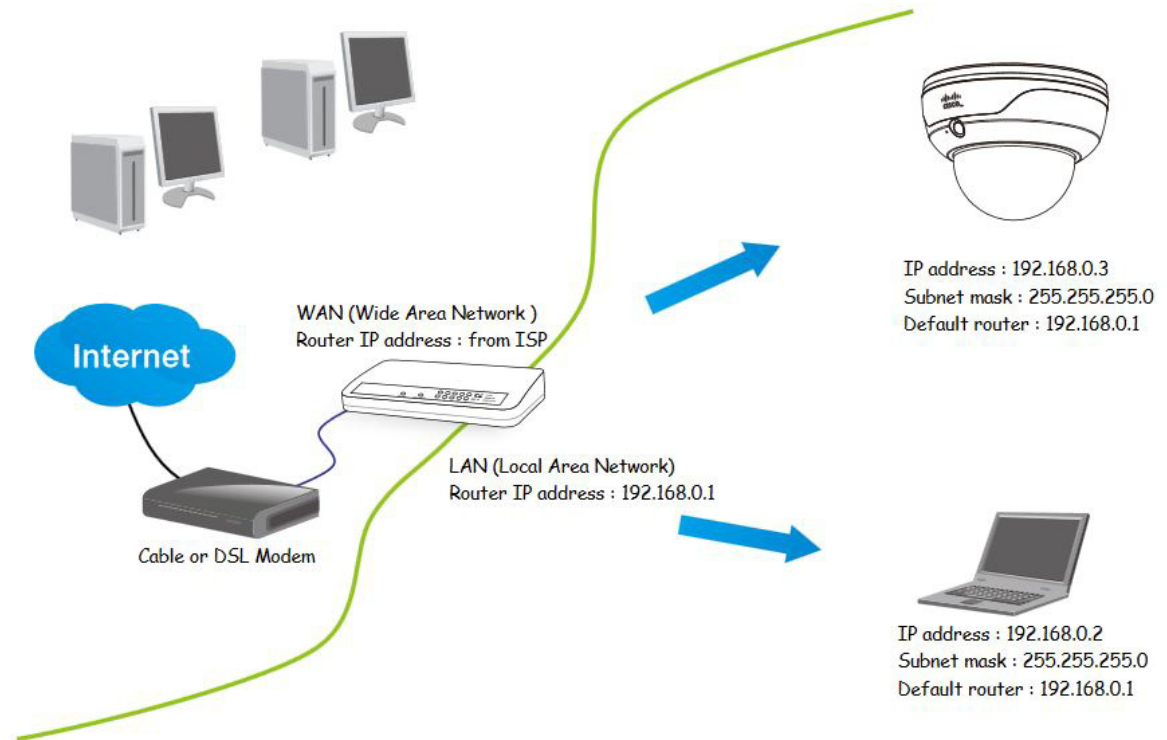 CISCO
IP address : 192.168.0.3
Subnet mask : 255.255.255.0
Default router : 192.168.0.1
WAN (Wide Area Network )
Router IP address : from ISP
Internet
LAN (Local Area Network)
Router IP address : 192.168.0.1
Cable or DSL Modem
IP address : 192.168.0.2
Subnet mask : 255.255.255.0
Default router : 192.168.0.1